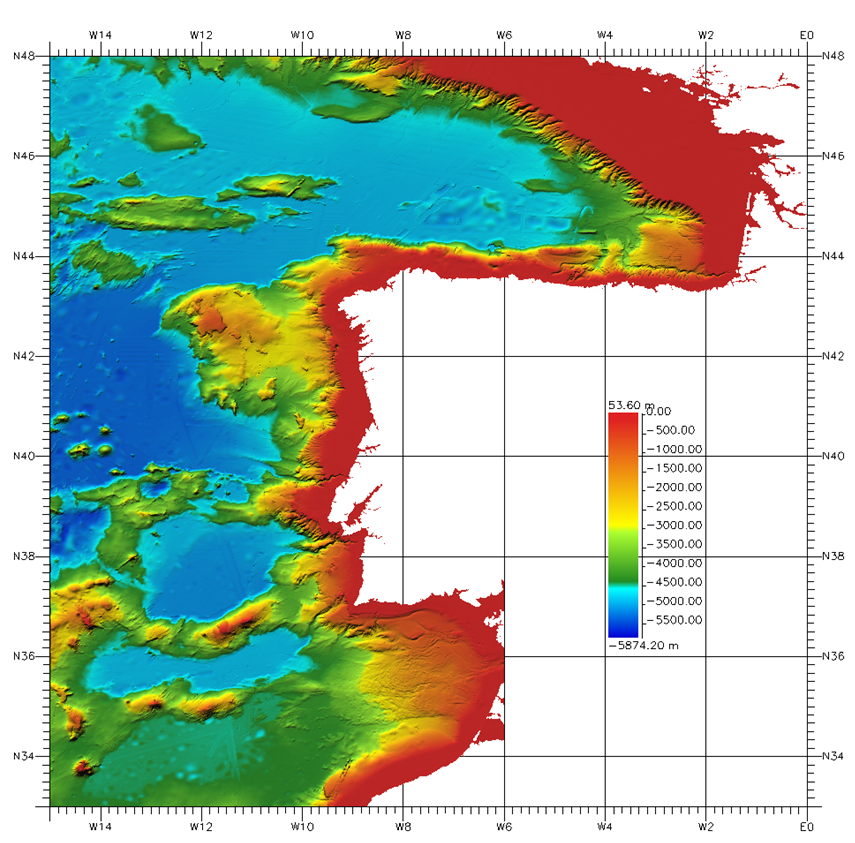 W14 W12 W10 W8 W6 W4 W2 E0
N48 N48
N46 N46
N44 N44
N42 N42
53.60 m
0.00
-500.00
-1000.00
-1500.00
-2000.00
-2500.00
-3000.00
-3500.00
-4000.00
-4500.00
-5000.00
-5500.00
-5874.20 m
N40 N40
N38 N38
N36 N36
N34 N34
W14 W12 W10 W8 W6 W4 W2 E0